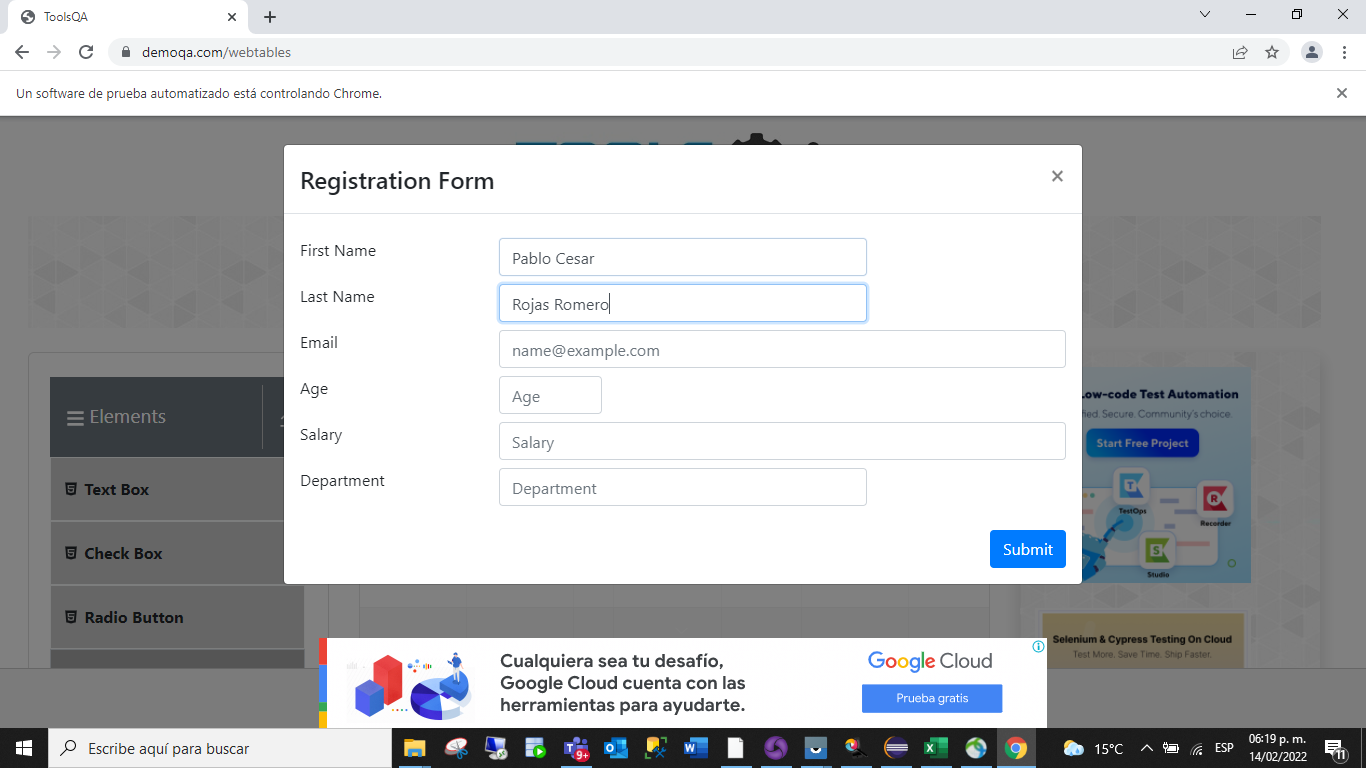 ToolsQA
demoqa.com/webtables
Un software de prueba automatizado está controlando Chrome.
Registration Form
×
First Name
Pablo Cesar
Last Name
Rojas Romero
Email
name@example.com
Age
Age
Salary
Salary
Department
Department
Submit
Elements
Text Box
Check Box
Radio Button
Low-code Test Automation
Secure. Community's choice.
Start Free Project
TestOps
Recorder
Studio
Selenium & Cypress Testing On Cloud
Test More. Save Time. Ship Faster.
Cualquiera sea tu desafío,
Google Cloud cuenta con las
herramientas para ayudarte.
Google Cloud
Prueba gratis
Escribe aquí para buscar
9+
15°C
ESP
06:19 p. m.
14/02/2022
11